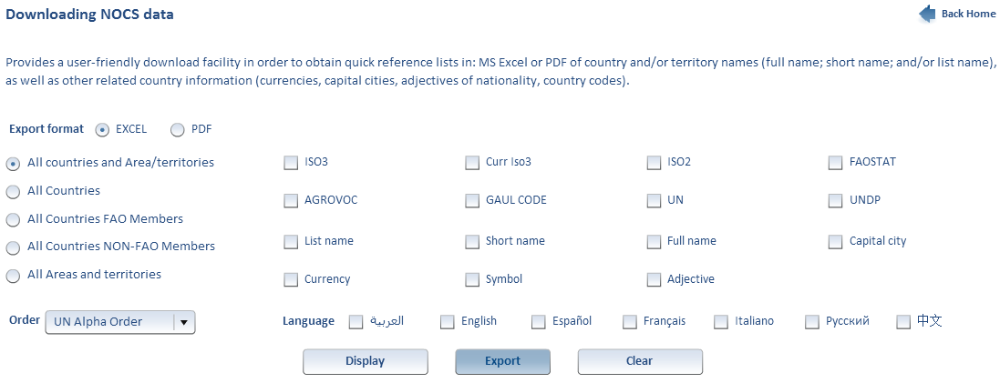 Downloading NOCS data
Back Home
Provides a user-friendly download facility in order to obtain quick reference lists in: MS Excel or PDF of country and/or territory names (full name; short name; and/or list name),
as well as other related country information (currencies, capital cities, adjectives of nationality, country codes).
Export format EXCEL PDF
All countries and Area/territories ISO3 Curr Iso3 ISO2 FAOSTAT
All Countries AGROVOC GAUL CODE UN UNDP
All Countries FAO Members
All Countries NON-FAO Members List name Short name Full name Capital city
All Areas and territories Currency Symbol Adjective
Order UN Alpha Order Language العربية English Español Français Italiano Русский 中文
Display Export Clear